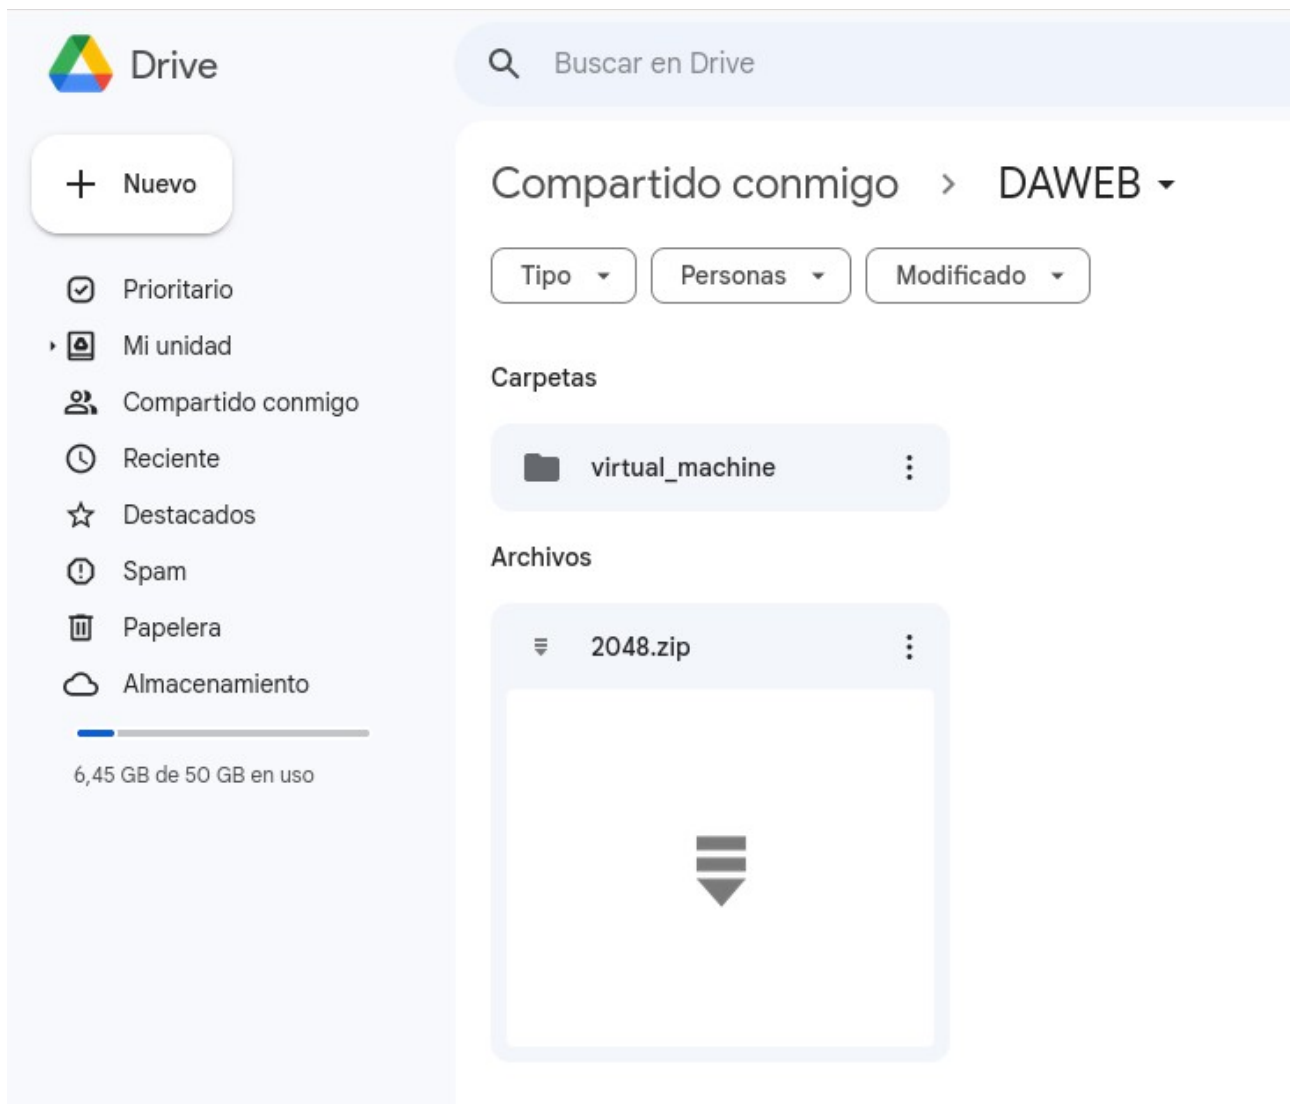 Drive
Buscar en Drive
Nuevo
Prioritario
Mi unidad
Compartido conmigo
Reciente
Destacados
Spam
Papelera
Almacenamiento
6,45 GB de 50 GB en uso
Compartido conmigo > DAWEB
Tipo Personas Modificado
Carpetas
virtual_machine
Archivos
2048.zip